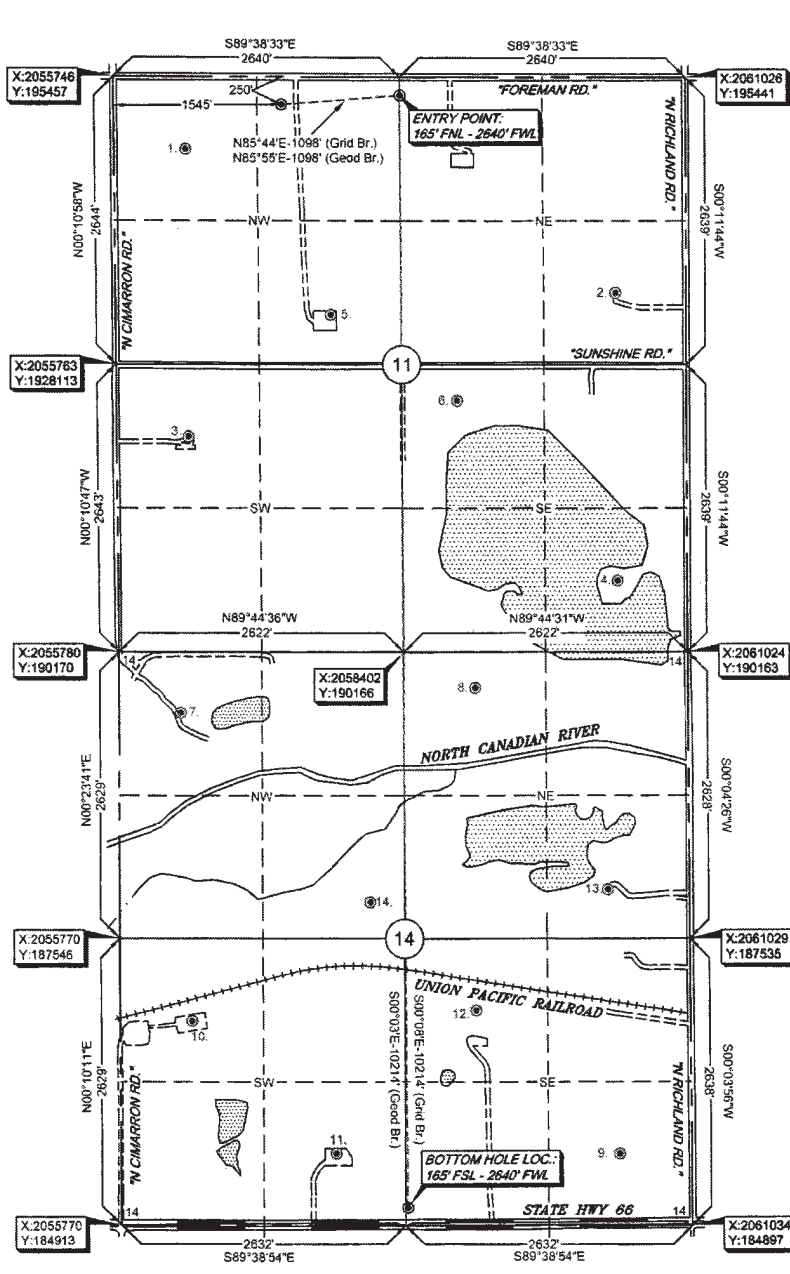 S89°38'33"E
2640'
S89°38'33"E
2640'
X:2055746
Y:195457
X:2061026
Y:195441
250'
1545'
"FOREMAN RD."
ENTRY POINT:
165' FNL - 2640' FWL
N85°44'E-1098' (Grid Br.)
N85°55'E-1098' (Geod Br.)
1.
"N RICHLAND RD."
N00°10'58"W
2644'
S00°11'44"W
2639'
NW
NE
"N CIMARRON RD."
2.
5.
"SUNSHINE RD."
X:2055763
Y:1928113
11
6.
3.
N00°10'47"W
2643'
S00°11'44"W
2639'
SW
SE
4.
N89°44'36"W
2622'
N89°44'31"W
2622'
X:2055780
Y:190170
14
X:2058402
Y:190166
14
X:2061024
Y:190163
7.
8.
NORTH CANADIAN RIVER
N00°23'41"E
2629'
S00°04'26"W
2628'
NW
NE
13.
14.
X:2055770
Y:187546
14
X:2061029
Y:187535
UNION PACIFIC RAILROAD
10.
12.
S00°03'E-10214' (Geod Br.)
S00°08'E-10214' (Grid Br.)
N00°10'11"E
2629'
S00°03'56"W
2638'
SW
SE
"N CIMARRON RD."
"N RICHLAND RD."
11.
9.
BOTTOM HOLE LOC.:
165' FSL - 2640' FWL
14
STATE HWY 66
14
X:2055770
Y:184913
X:2061034
Y:184897
2632'
S89°38'54"E
2632'
S89°38'54"E